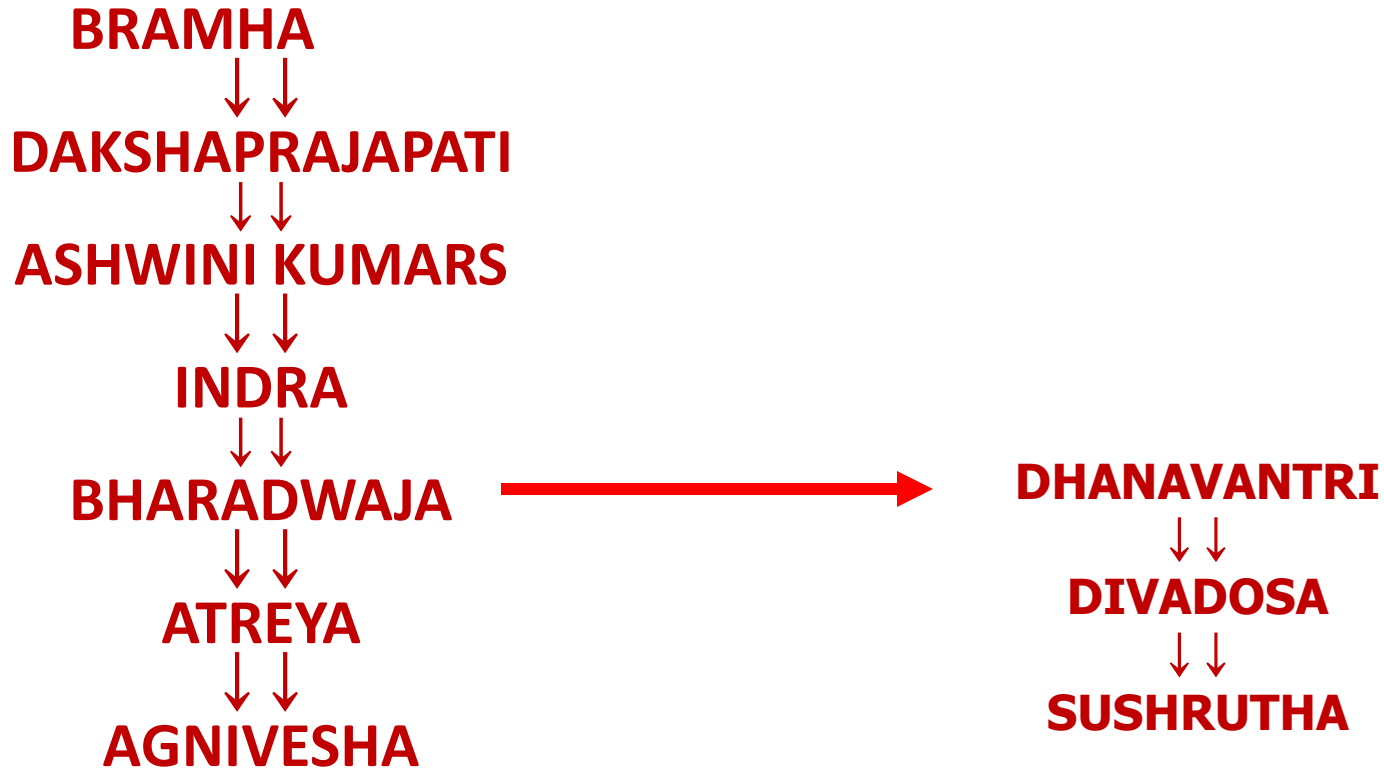 BRAMHA
DAKSHAPRAJAPATI
ASHWINI KUMARS
INDRA
BHARADWAJA
ATREYA
AGNIVESHA
DHANAVANTRI
DIVADOSA
SUSHRUTHA